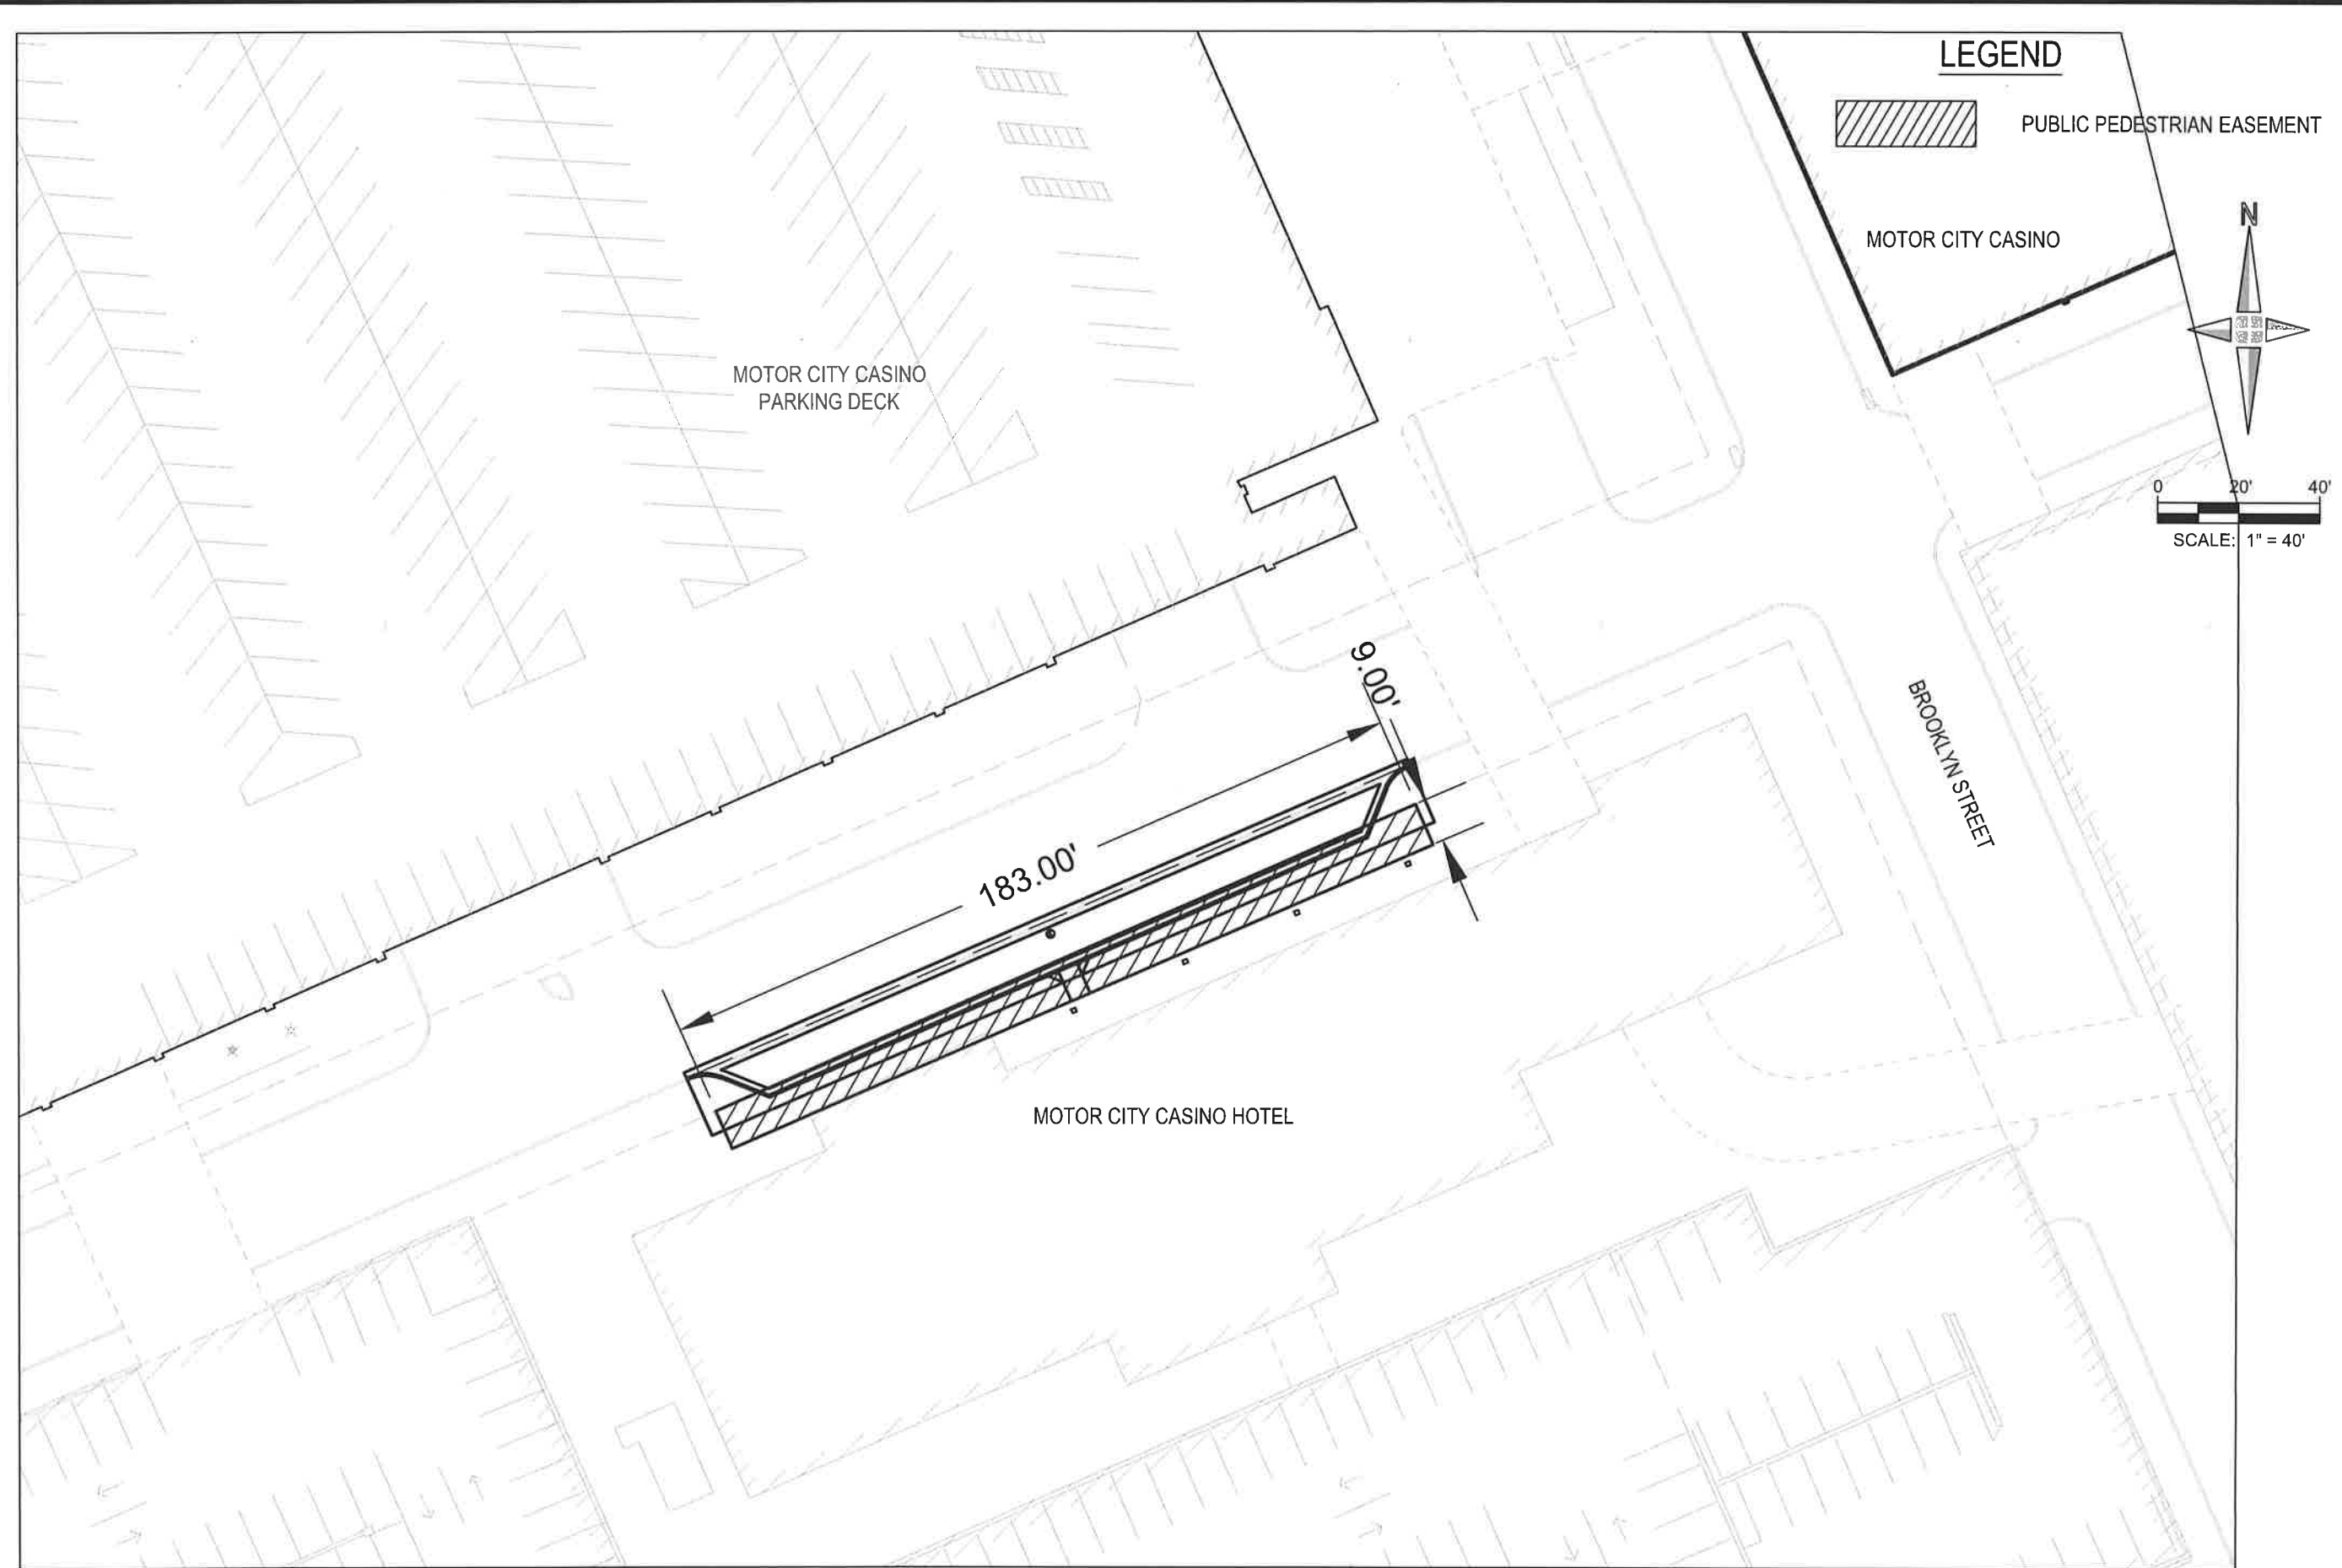 LEGEND
PUBLIC PEDESTRIAN EASEMENT
MOTOR CITY CASINO
N
0 20' 40'
SCALE: 1" = 40'
MOTOR CITY CASINO
PARKING DECK
9.00'
183.00'
BROOKLYN STREET
MOTOR CITY CASINO HOTEL